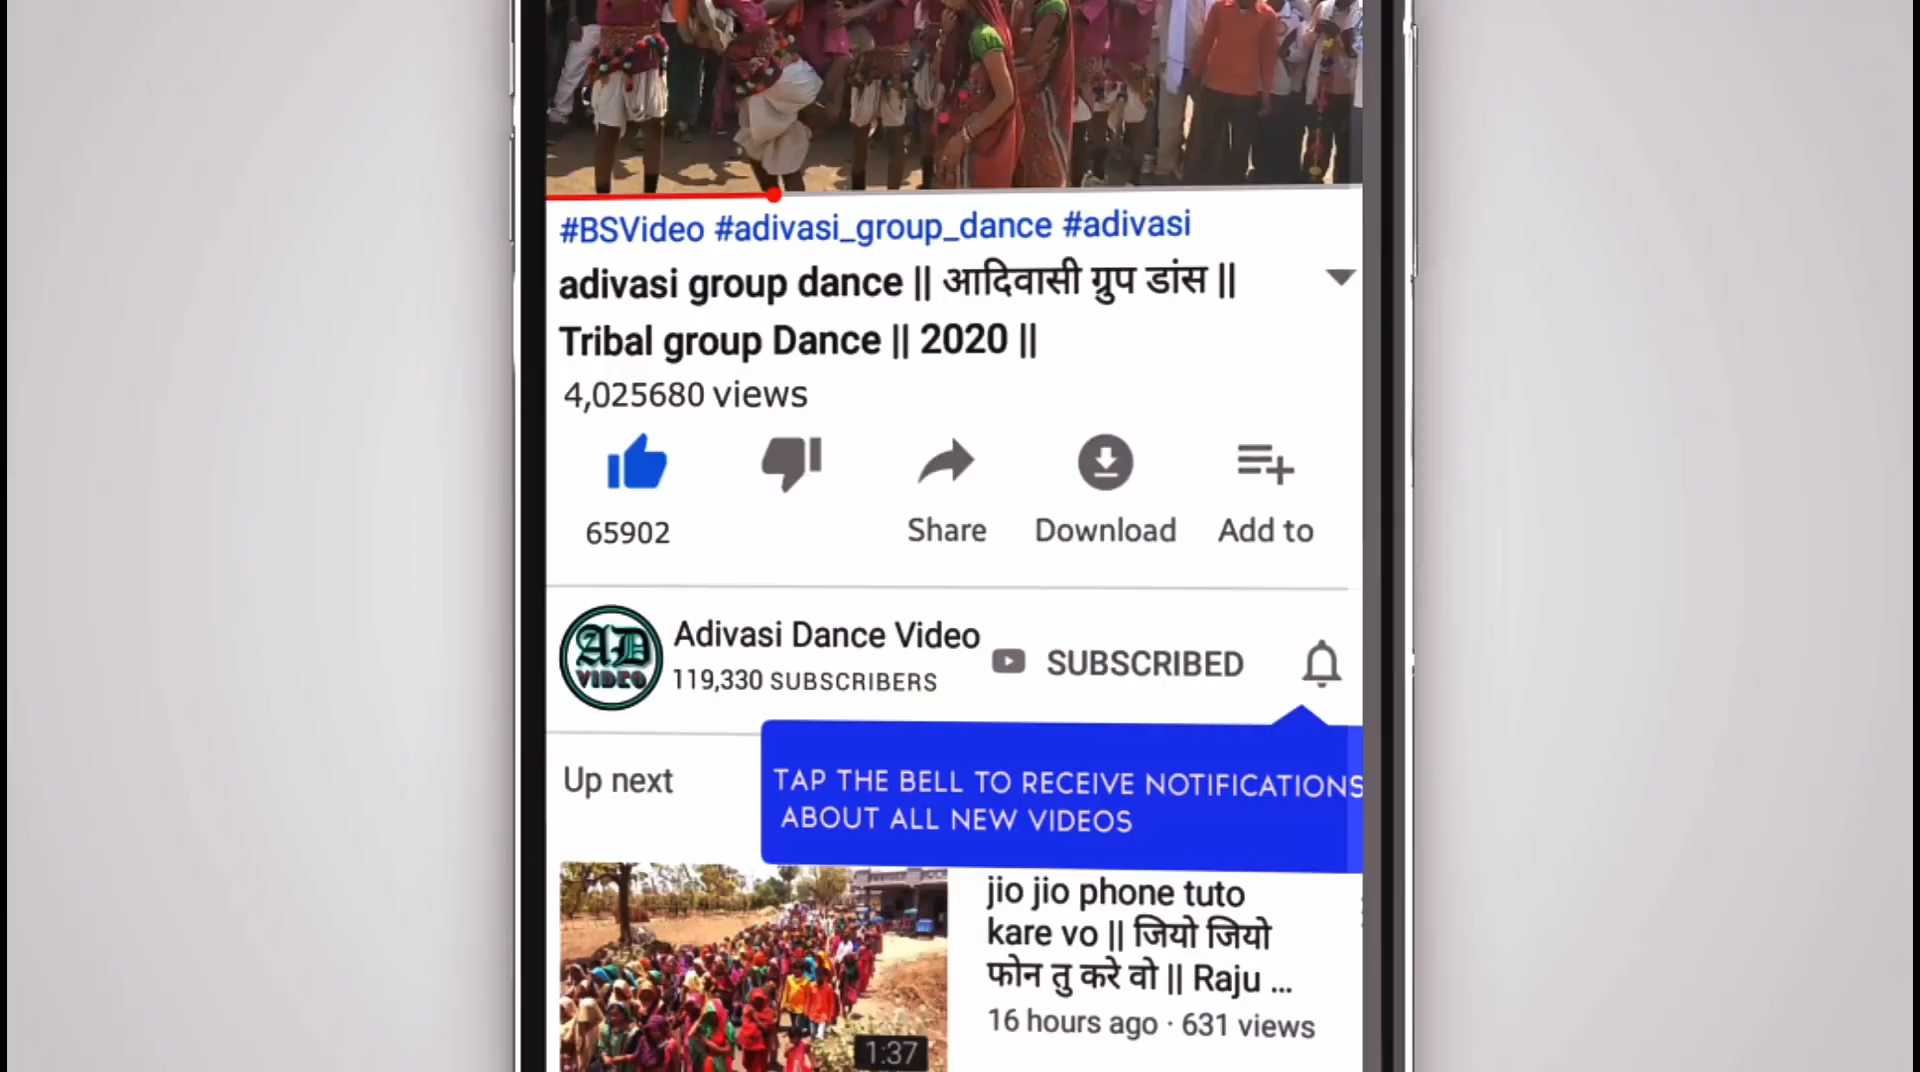 #BSVideo #adivasi_group_dance #adivasi
adivasi group dance || आदिवासी ग्रुप डांस ||
Tribal group Dance || 2020 ||
4,025680 views
65902
Share
Download
Add to
AD
VIDEO
Adivasi Dance Video
119,330 SUBSCRIBERS
SUBSCRIBED
Up next
TAP THE BELL TO RECEIVE NOTIFICATIONS
ABOUT ALL NEW VIDEOS
jio jio phone tuto
kare vo || जियो जियो
फोन तु करे वो || Raju ...
16 hours ago · 631 views
1:37